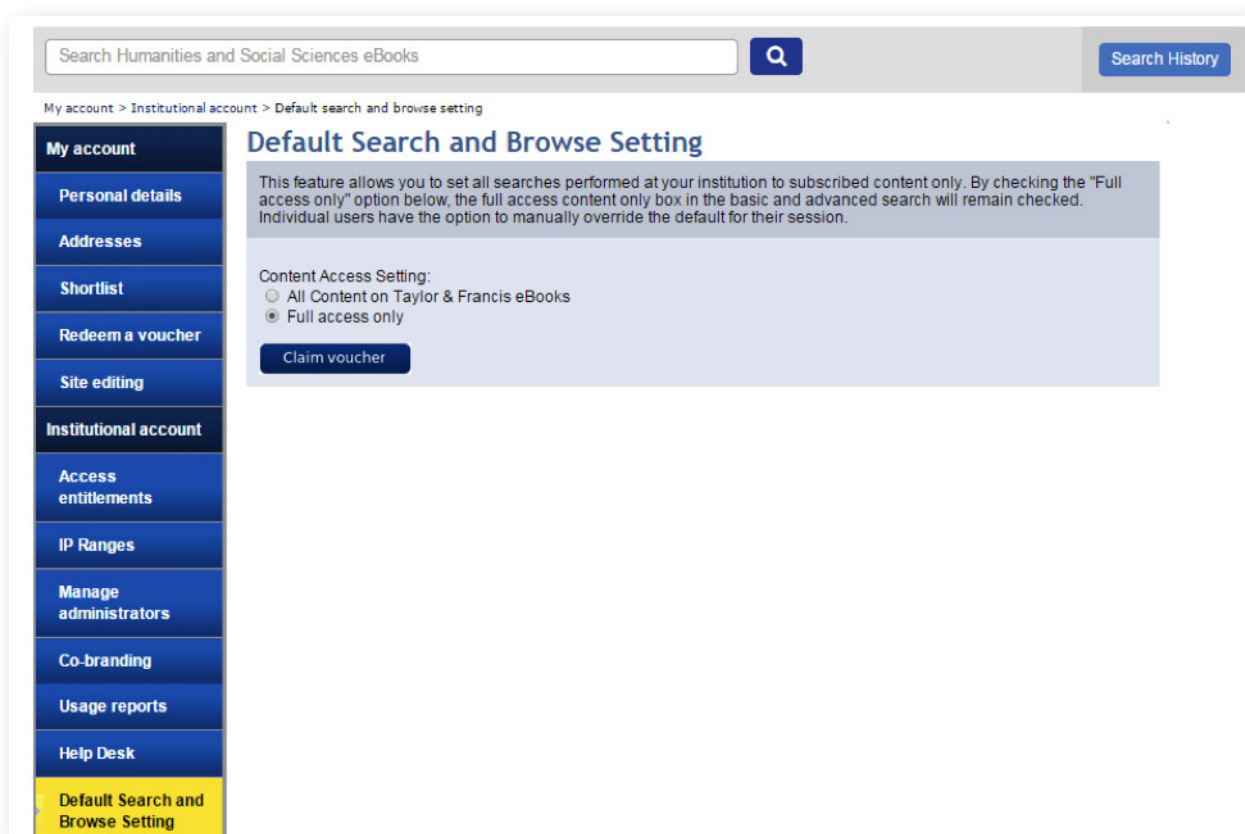 Search Humanities and Social Sciences eBooks
Search History
My account > Institutional account > Default search and browse setting
My account
Personal details
Addresses
Shortlist
Redeem a voucher
Site editing
Institutional account
Access
entitlements
IP Ranges
Manage
administrators
Co-branding
Usage reports
Help Desk
Default Search and
Browse Setting
Default Search and Browse Setting
This feature allows you to set all searches performed at your institution to subscribed content only. By checking the "Full
access only" option below, the full access content only box in the basic and advanced search will remain checked.
Individual users have the option to manually override the default for their session.
Content Access Setting:
All Content on Taylor & Francis eBooks
Full access only
Claim voucher